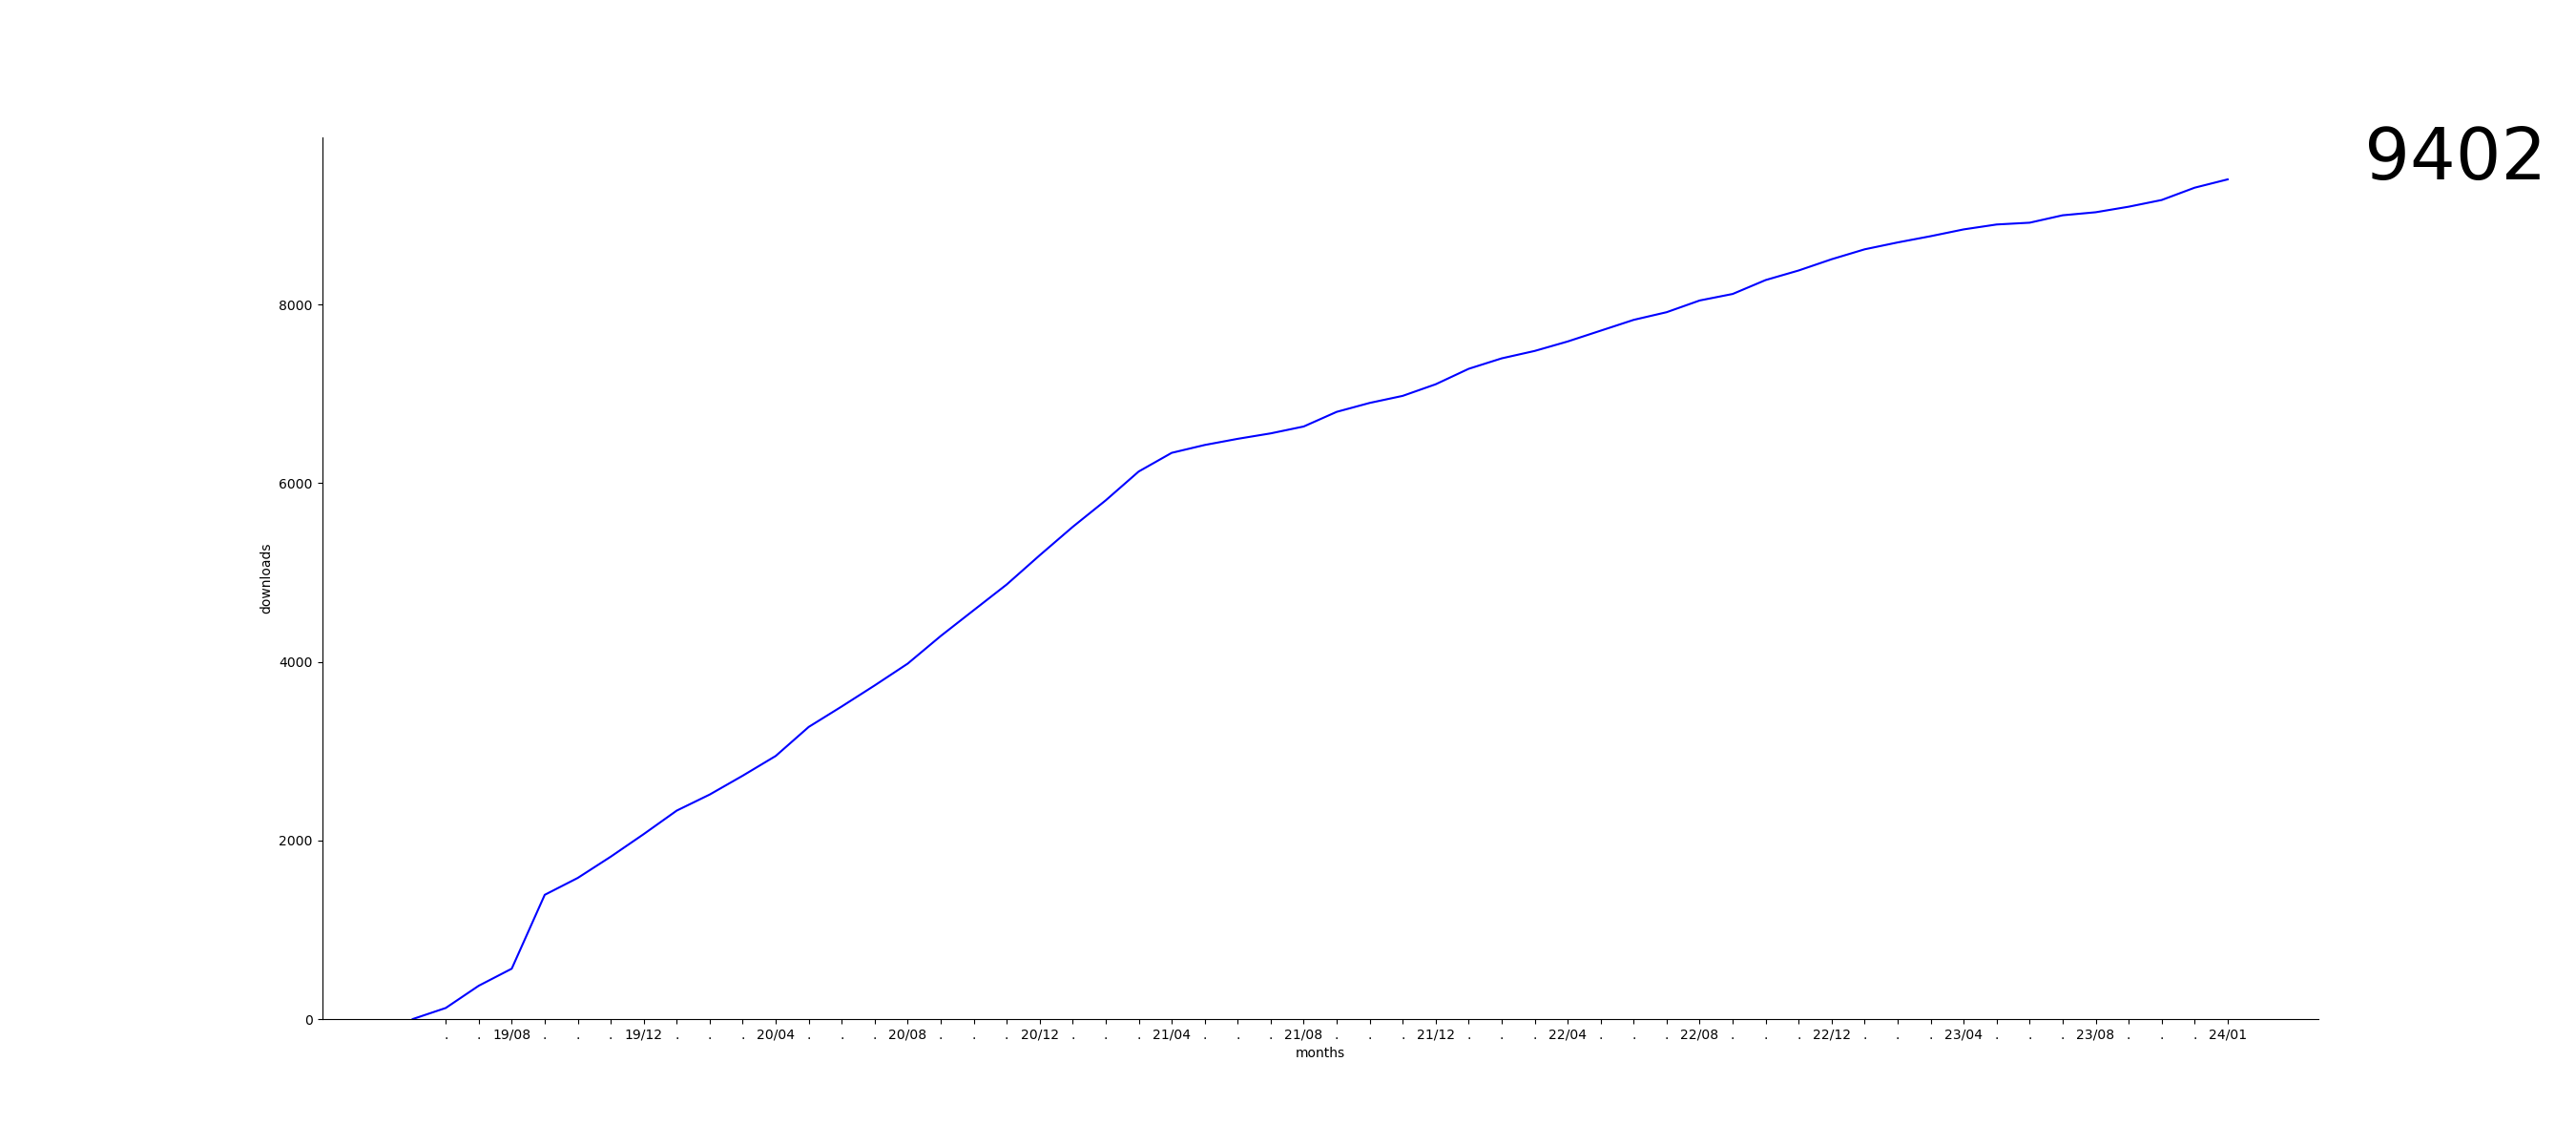 9402
8000
6000
downloads
4000
2000
0
. . 19/08 . . . 19/12 . . . 20/04 . . . 20/08 . . . 20/12 . . . 21/04 . . . 21/08 . . . 21/12 . . . 22/04 . . . 22/08 . . . 22/12 . . . 23/04 . . . 23/08 . . . 24/01
months